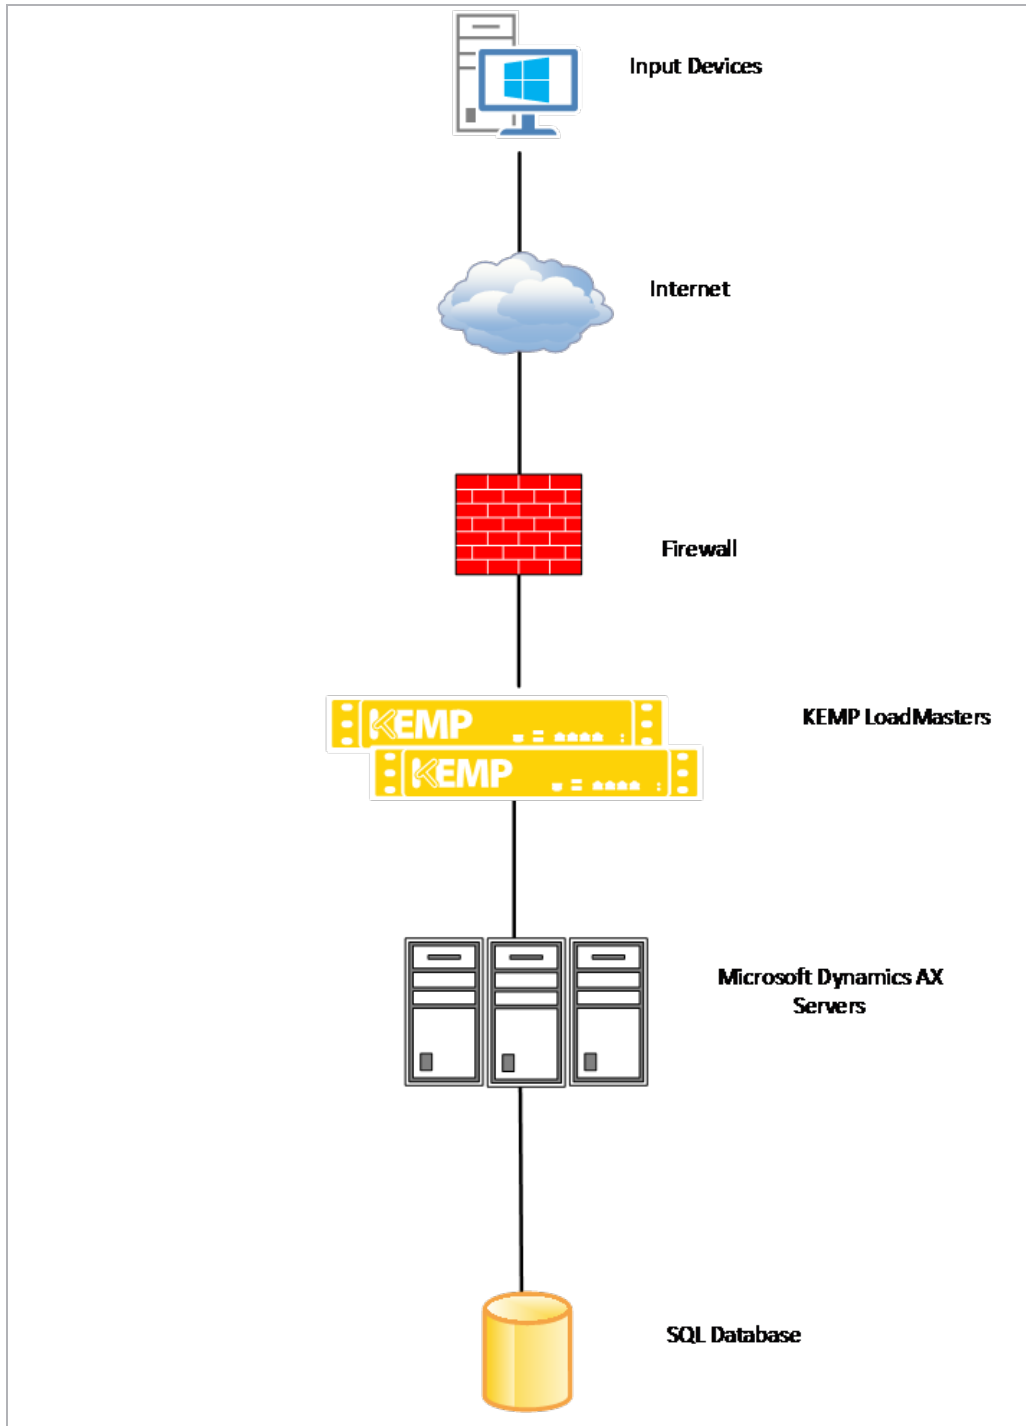 Input Devices
Internet
Firewall
KEMP
KEMP LoadMasters
KEMP
Microsoft Dynamics AX
Servers
SQL Database